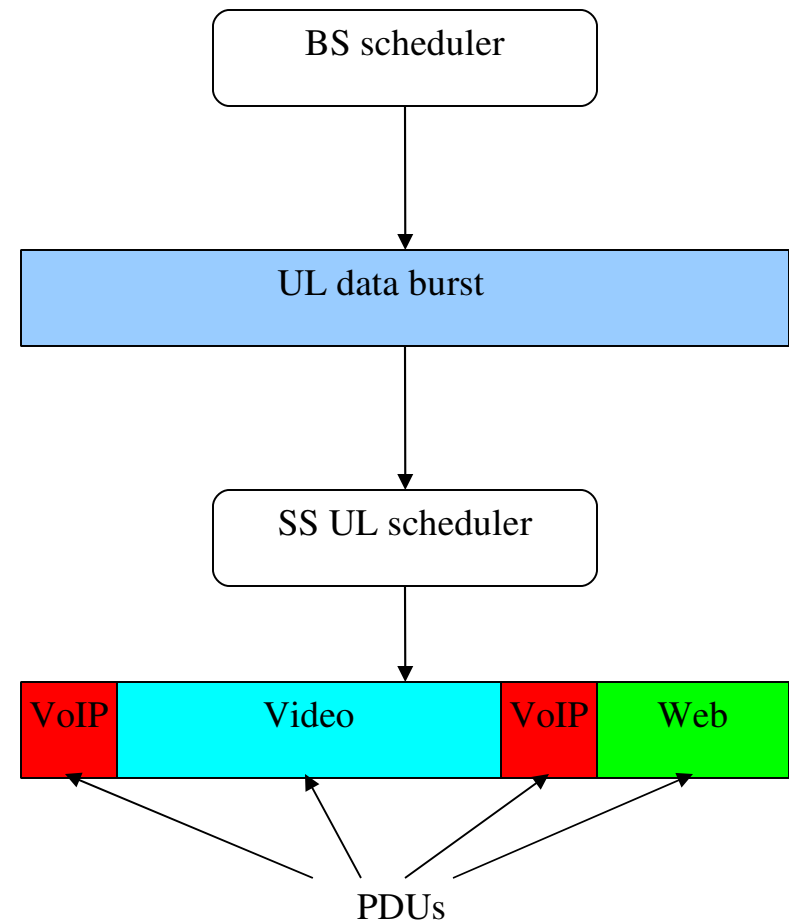 BS scheduler
UL data burst
SS UL scheduler
VoIP Video VoIP Web
PDUs